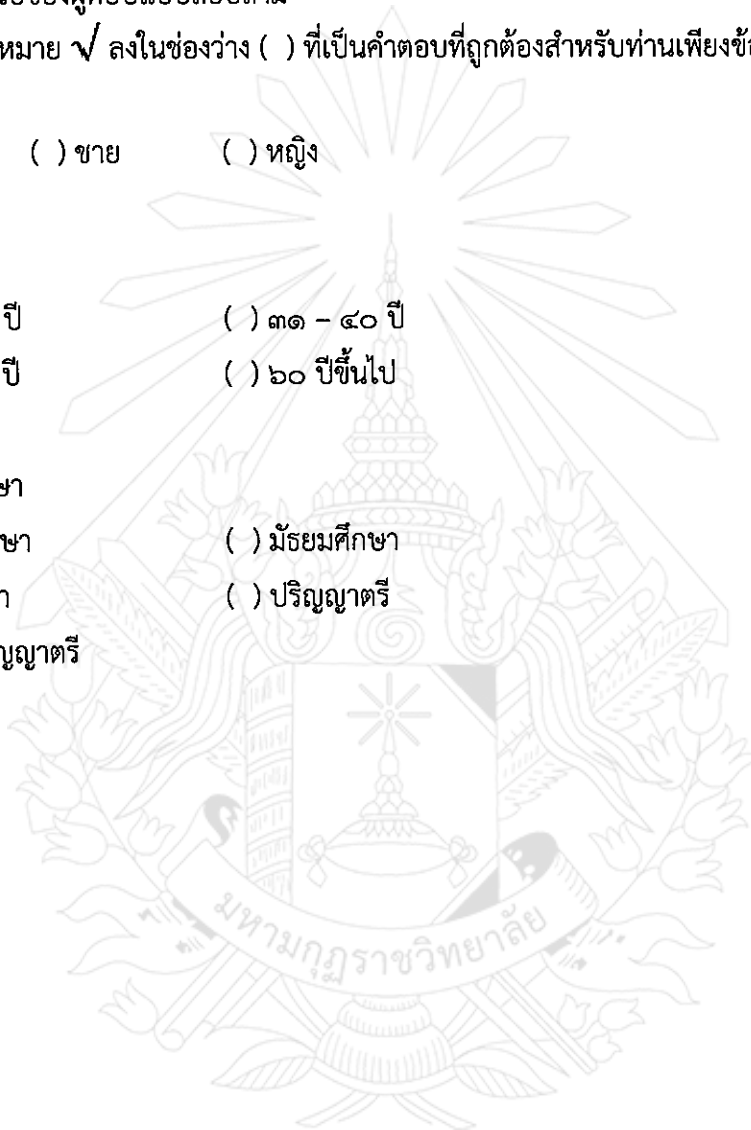 หมาย √ ลงในช่องว่าง ( ) ที่เป็นคำตอบที่ถูกต้องสำหรับท่านเพียงข้อ
( ) ชาย ( ) หญิง
ปี ( ) ๓๑ – ๔๐ ปี
ปี ( ) ๖๐ ปีขึ้นไป
ษา
ษา ( ) มัธยมศึกษา
า ( ) ปริญญาตรี
ญญาตรี
มหามกุฏราชวิทยาลัย